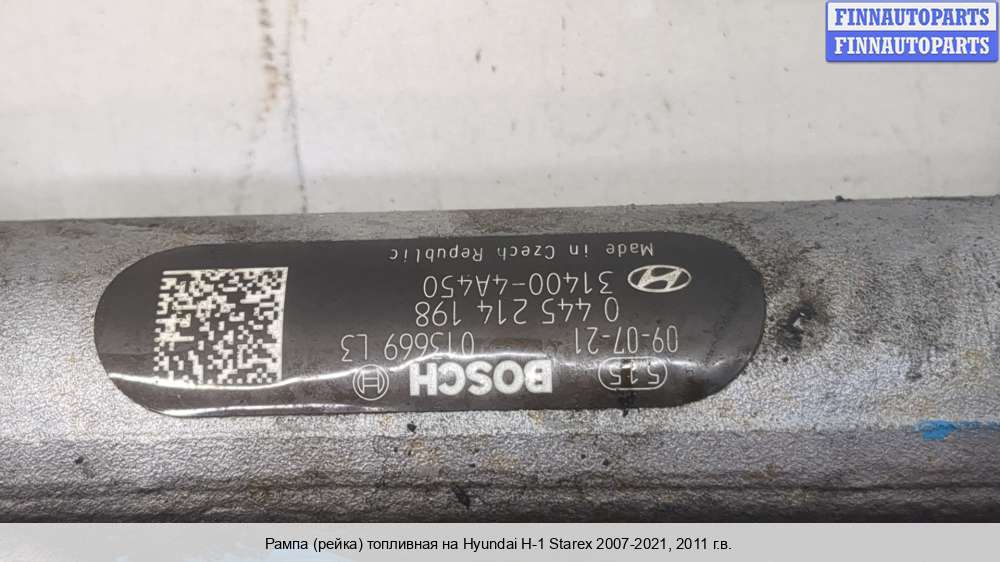 FINNAUTOPARTS
FINNAUTOPARTS
515 BOSCH
09-07-21 013669 L3
0 445 214 198
31400-4A450
Made in Czech Republic
Рампа (рейка) топливная на Hyundai H-1 Starex 2007-2021, 2011 г.в.